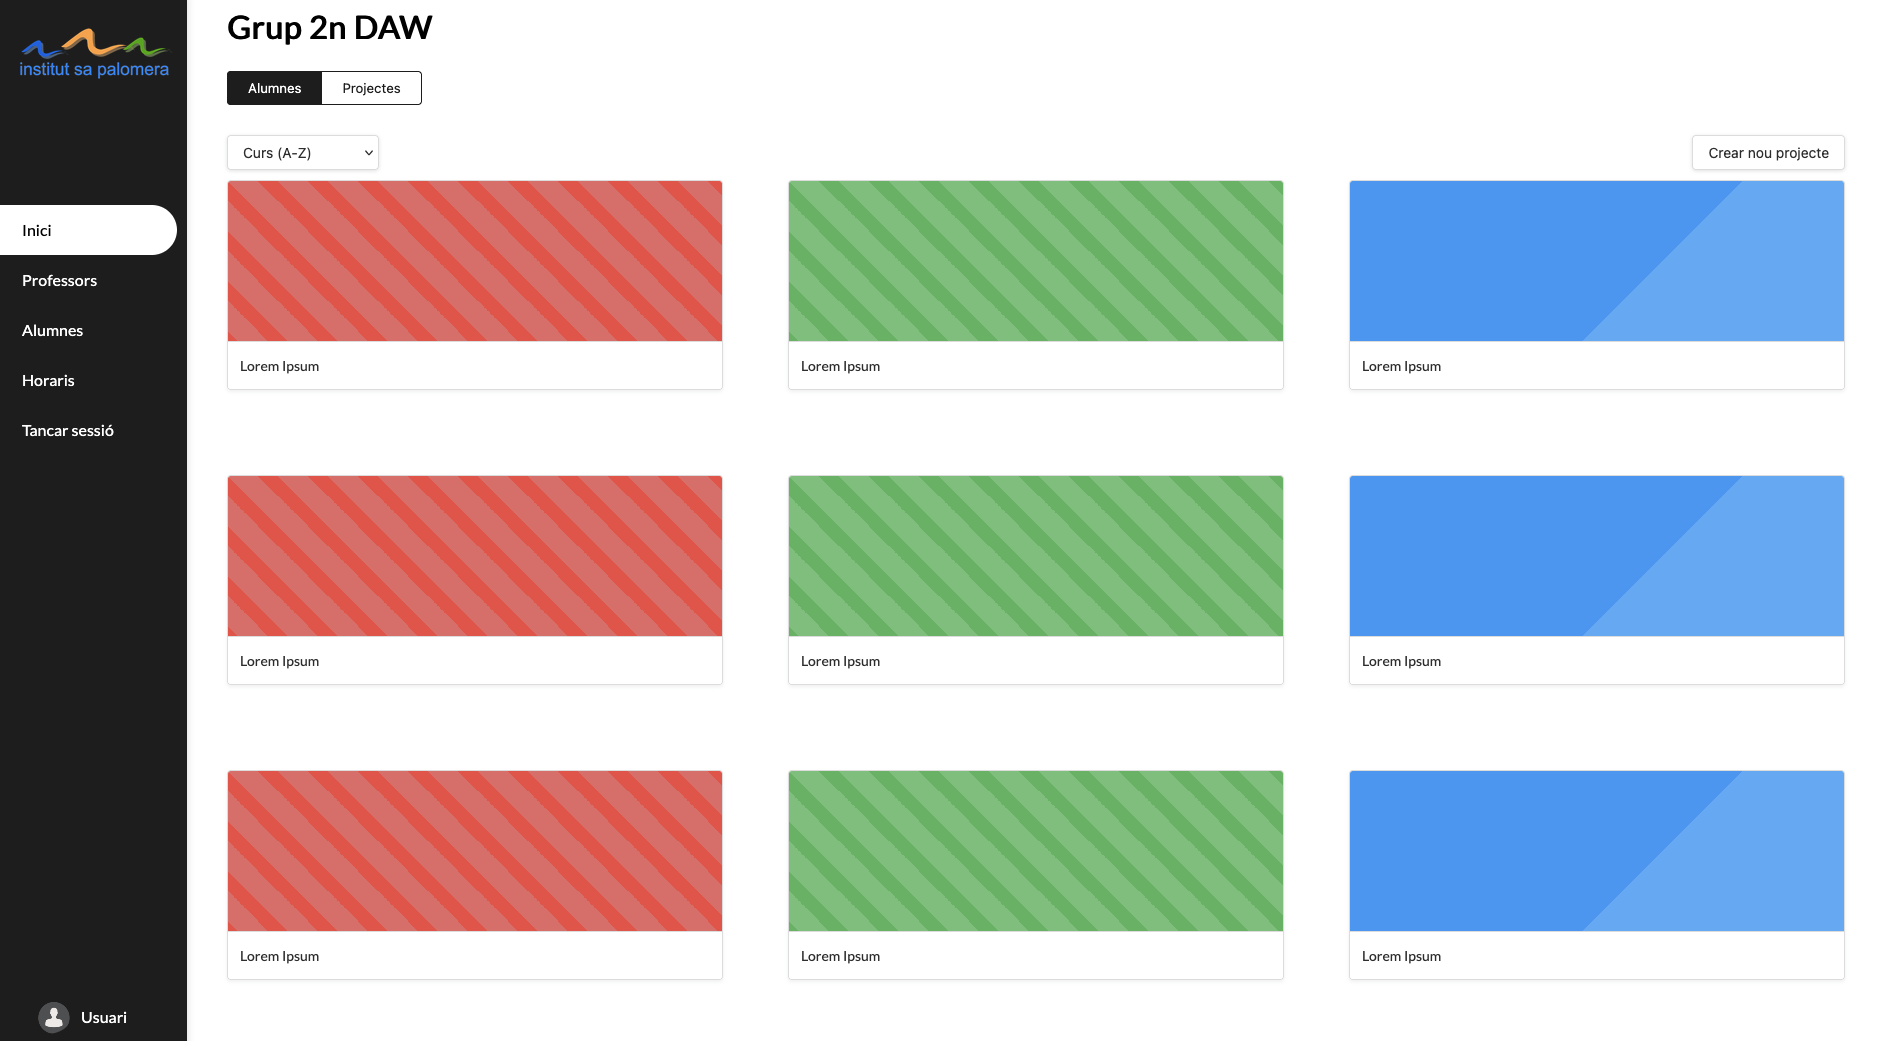 institut sa palomera
Inici
Professors
Alumnes
Horaris
Tancar sessió
Usuari
Grup 2n DAW
Alumnes Projectes
Curs (A-Z) Crear nou projecte
Lorem Ipsum Lorem Ipsum Lorem Ipsum
Lorem Ipsum Lorem Ipsum Lorem Ipsum
Lorem Ipsum Lorem Ipsum Lorem Ipsum